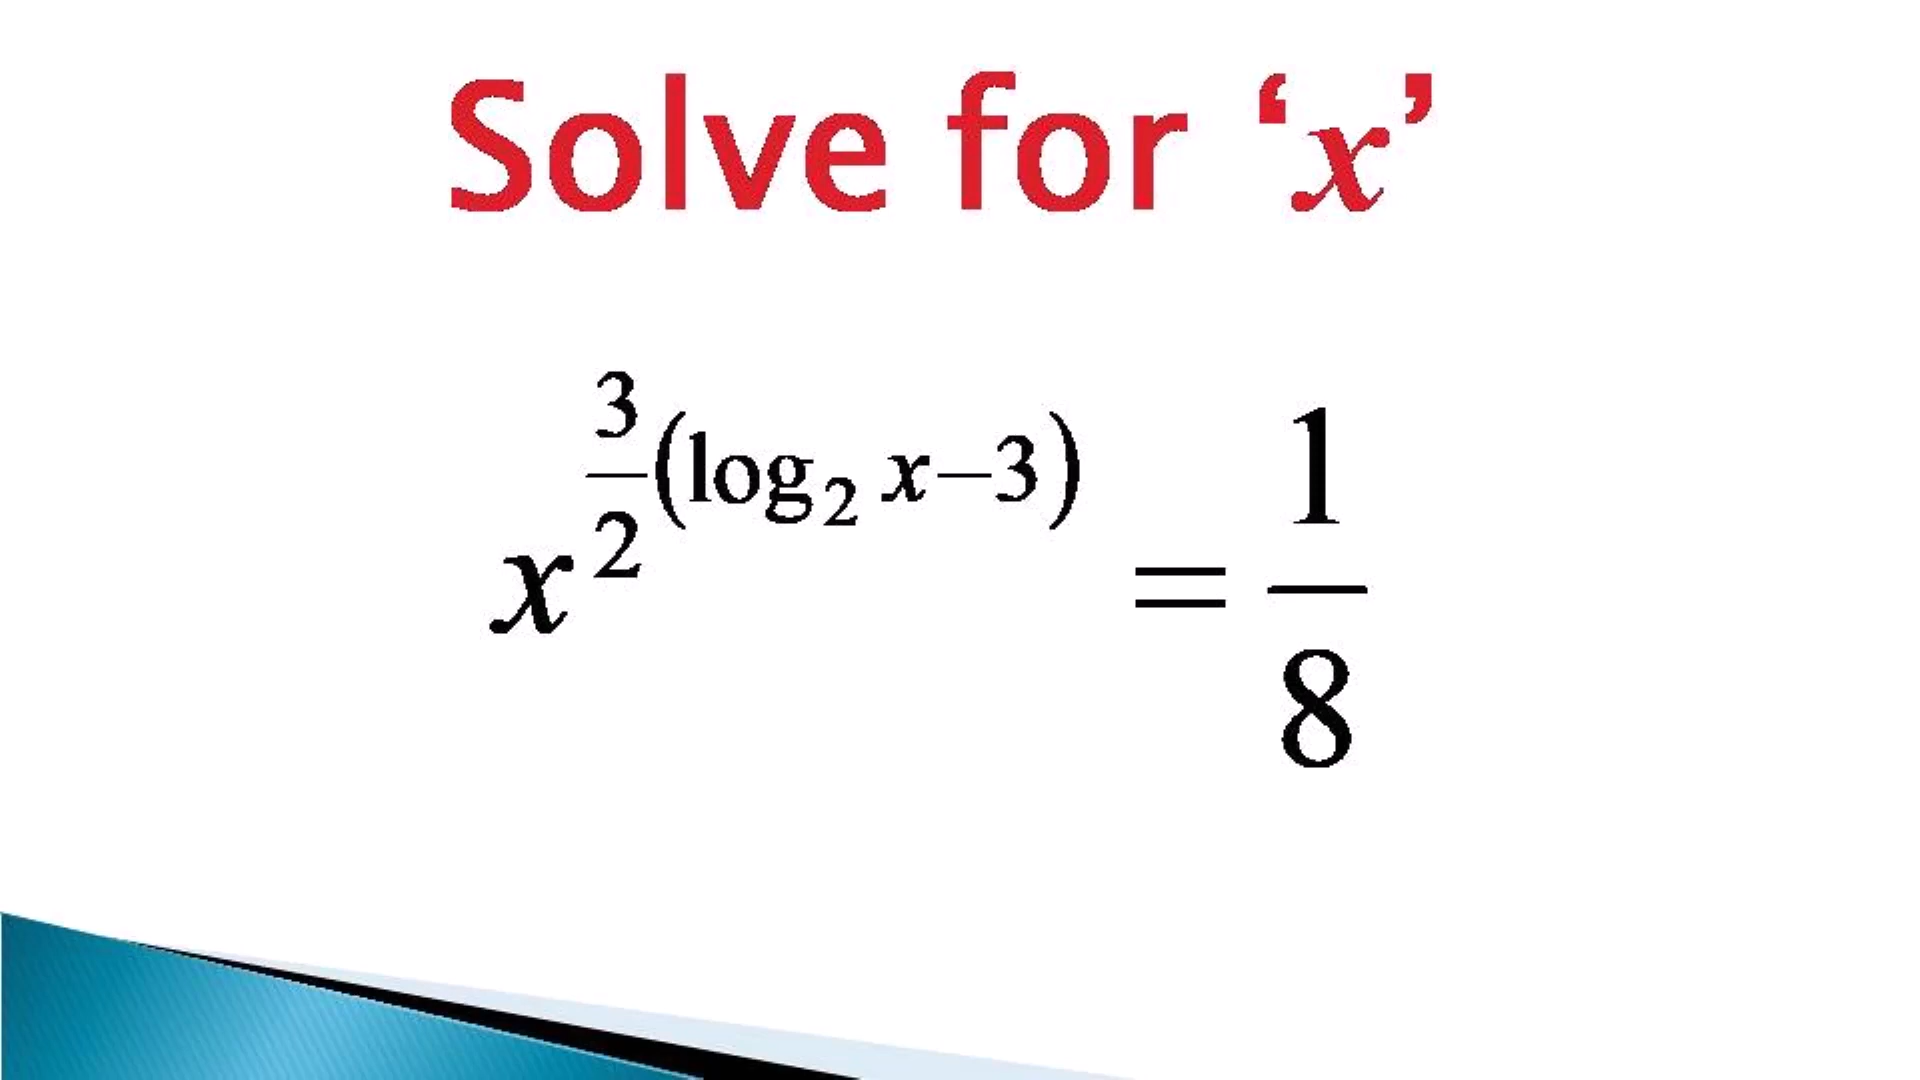 Solve for ‘x’
x^{\frac{3}{2}(\log_2 x-3)} = \frac{1}{8}